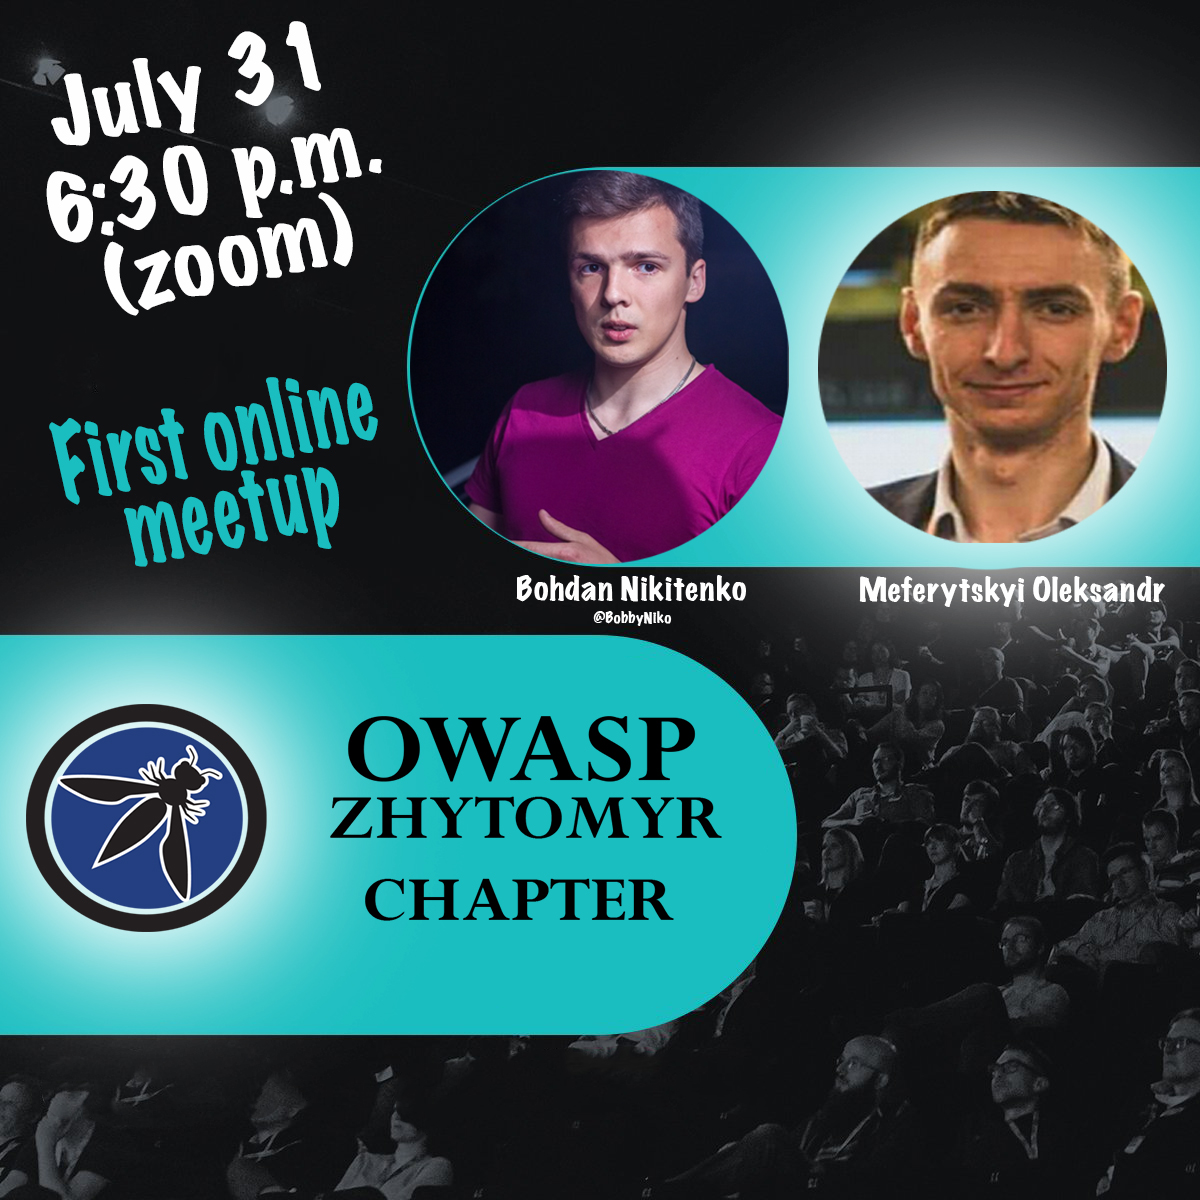 July 31
6:30 p.m.
(zoom)
First online
meetup
Bohdan Nikitenko
@BobbyNiko
Meferytskyi Oleksandr
OWASP
ZHYTOMYR
CHAPTER